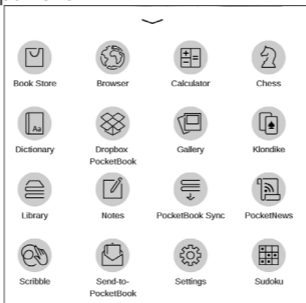 Book Store Browser Calculator Chess
Dictionary Dropbox Gallery Klondike
PocketBook
Library Notes PocketBook Sync PocketNews
Scribble Send-to- Settings Sudoku
PocketBook